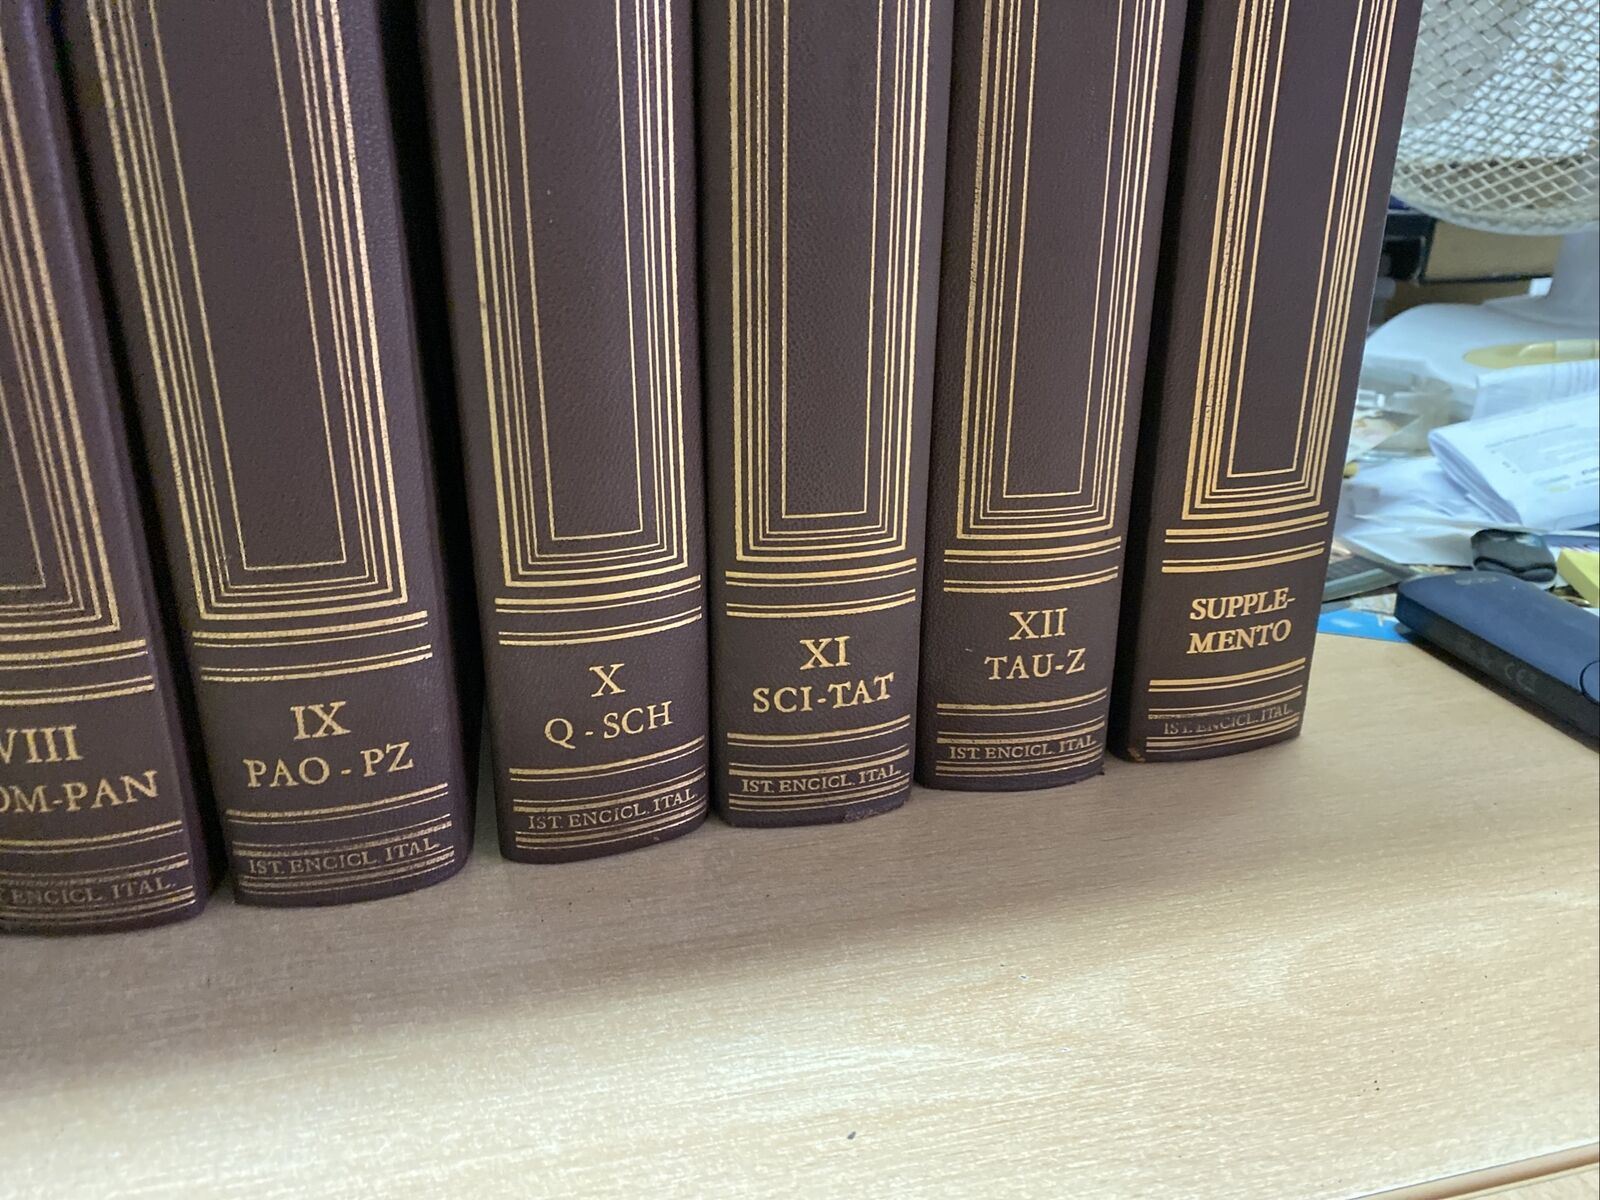 VIII
OM-PAN
ENCICL. ITAL.
IX
PAO - PZ
IST. ENCICL. ITAL.
X
Q - SCH
IST. ENCICL. ITAL.
XI
SCI-TAT
IST. ENCICL. ITAL.
XII
TAU-Z
IST. ENCICL. ITAL.
SUPPLE-
MENTO
IST. ENCICL. ITAL.